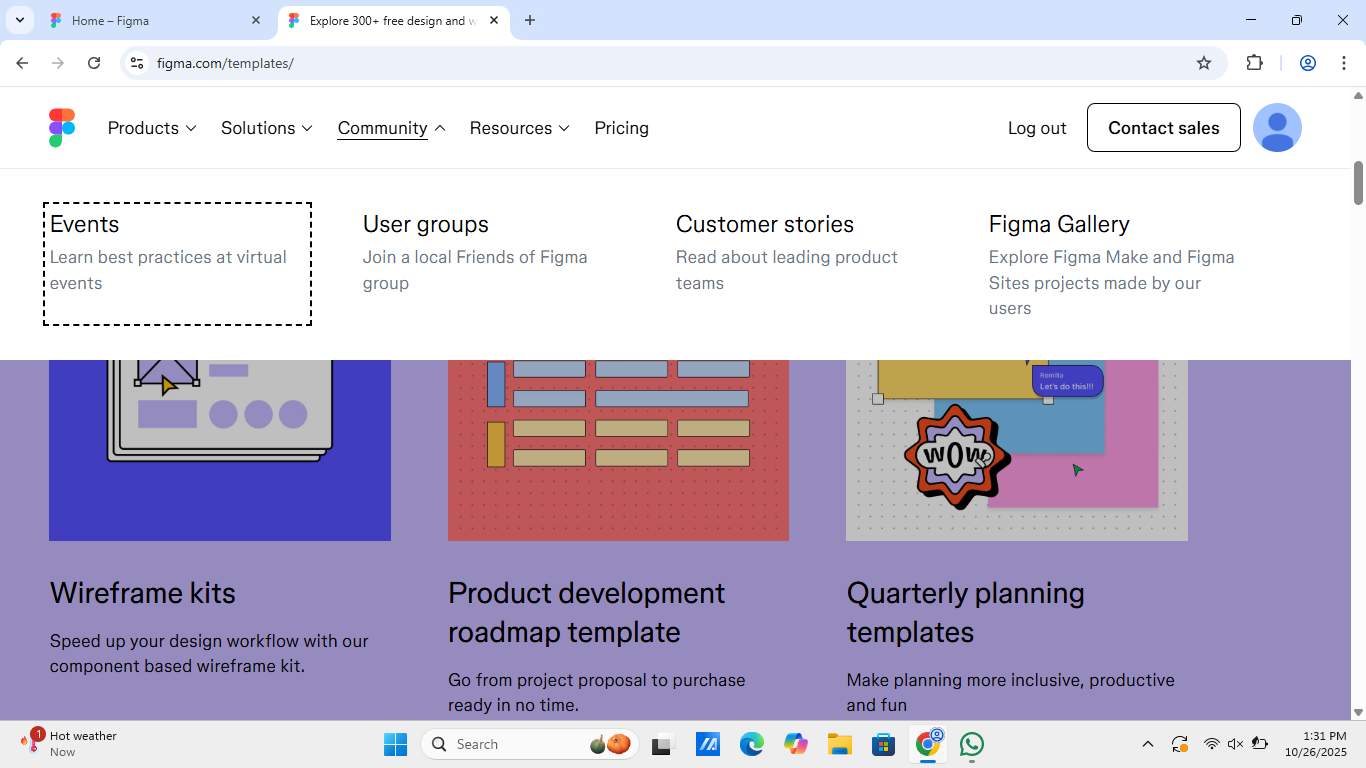 Home – Figma
Explore 300+ free design and w
figma.com/templates/
Products
Solutions
Community
Resources
Pricing
Log out
Contact sales
Events
Learn best practices at virtual
events
User groups
Join a local Friends of Figma
group
Customer stories
Read about leading product
teams
Figma Gallery
Explore Figma Make and Figma
Sites projects made by our
users
Remilla
Let's do this!!!
WOW
Wireframe kits
Speed up your design workflow with our
component based wireframe kit.
Product development
roadmap template
Go from project proposal to purchase
ready in no time.
Quarterly planning
templates
Make planning more inclusive, productive
and fun
1
Hot weather
Now
Search
1:31 PM
10/26/2025